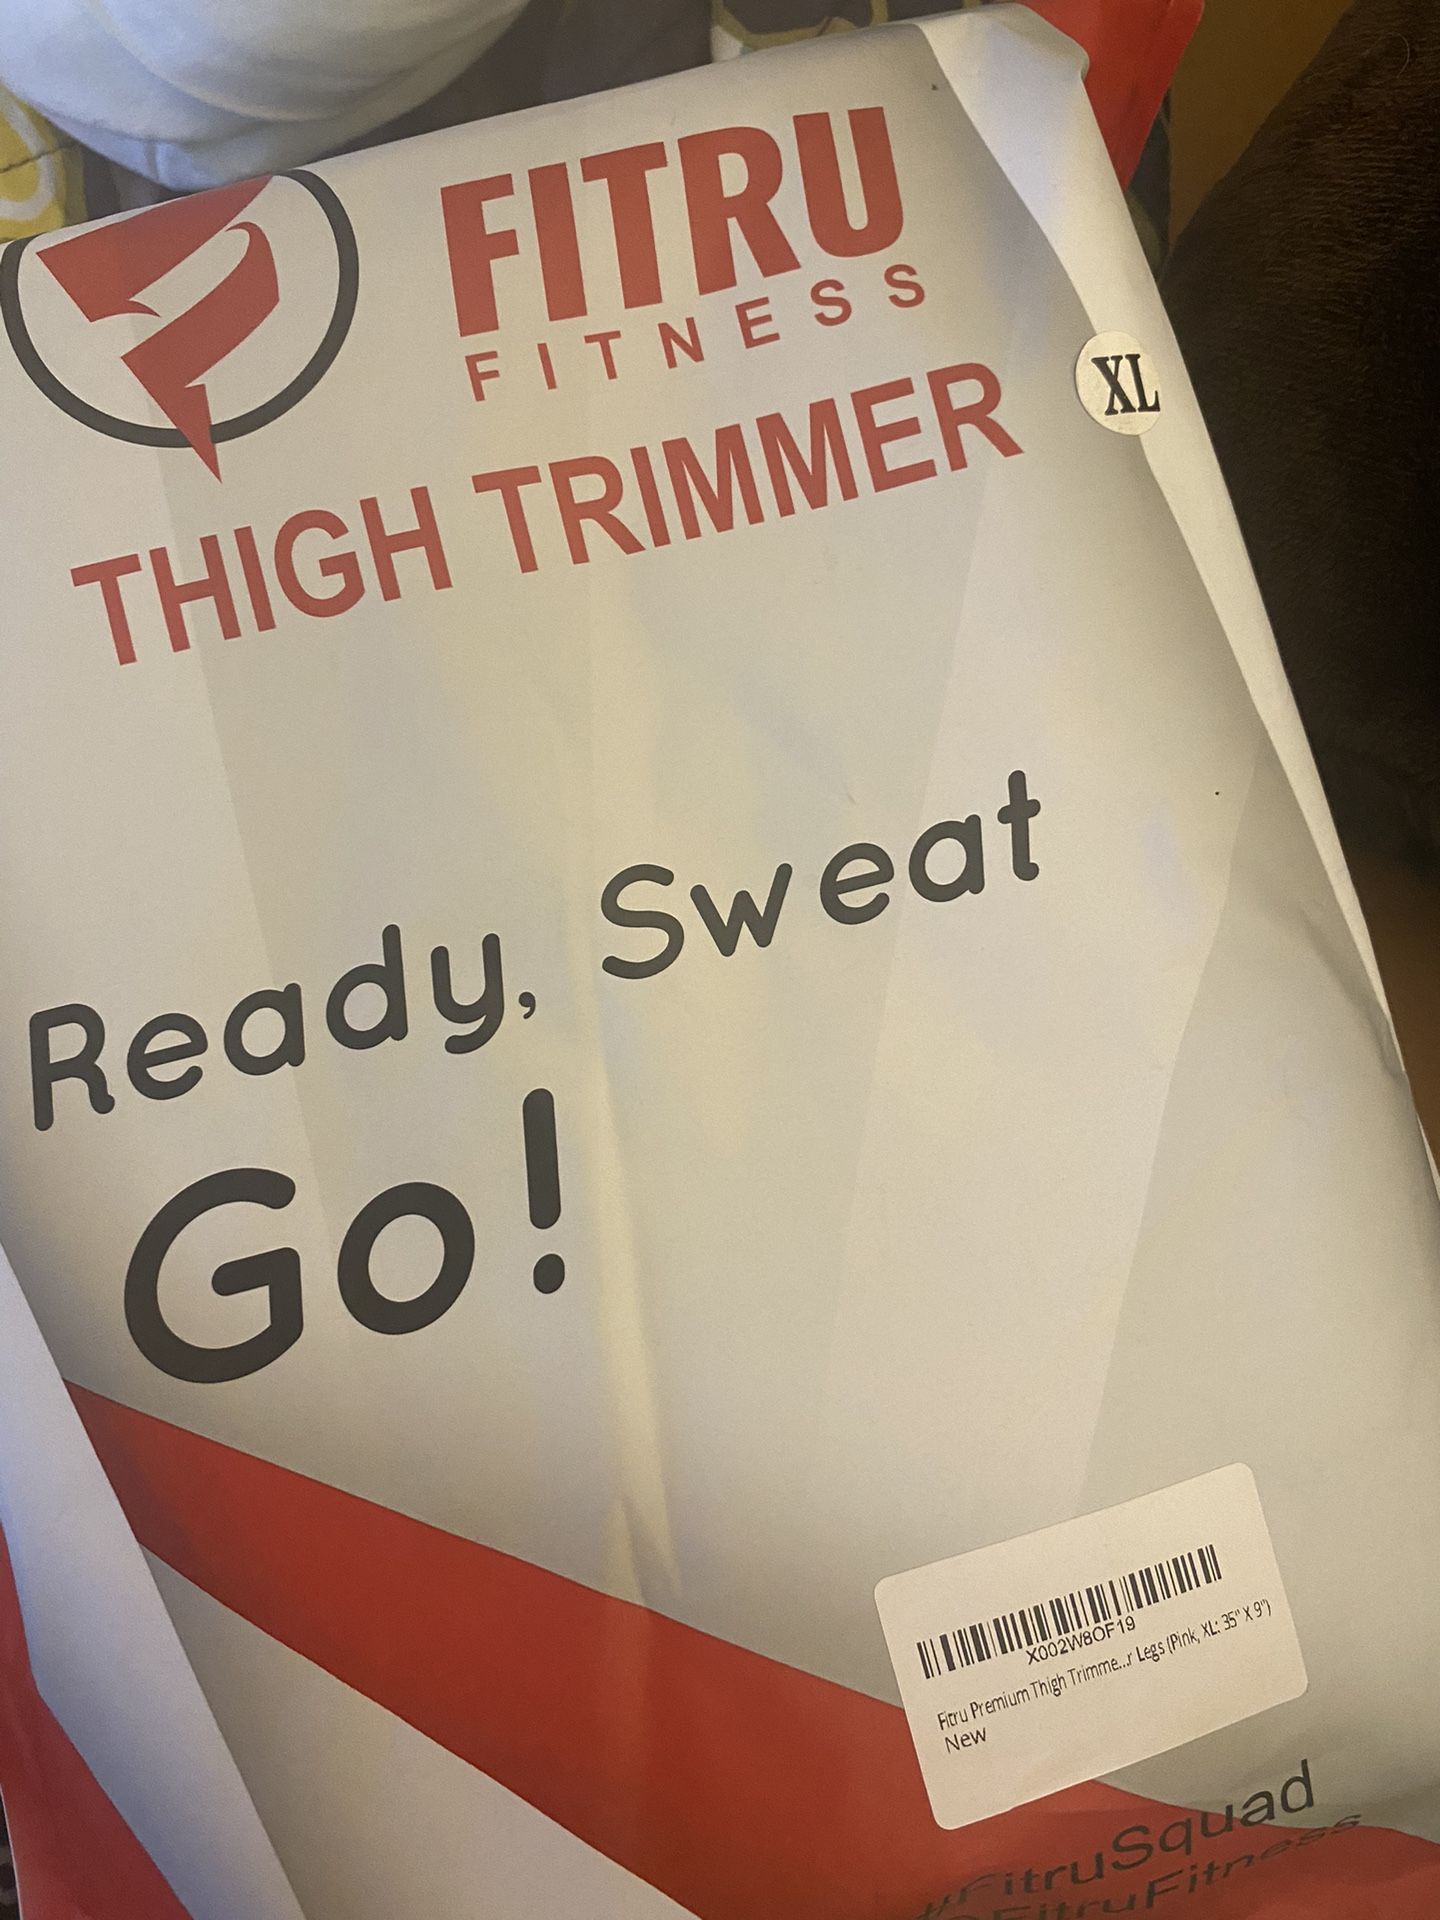 FITRU
FITNESS
XL
THIGH TRIMMER
Ready, Sweat
Go!
X002W8OF19
Fitru Premium Thigh Trimme...r Legs (Pink, XL: 35" X 9")
New
#FitruSquad
@FitruFitness